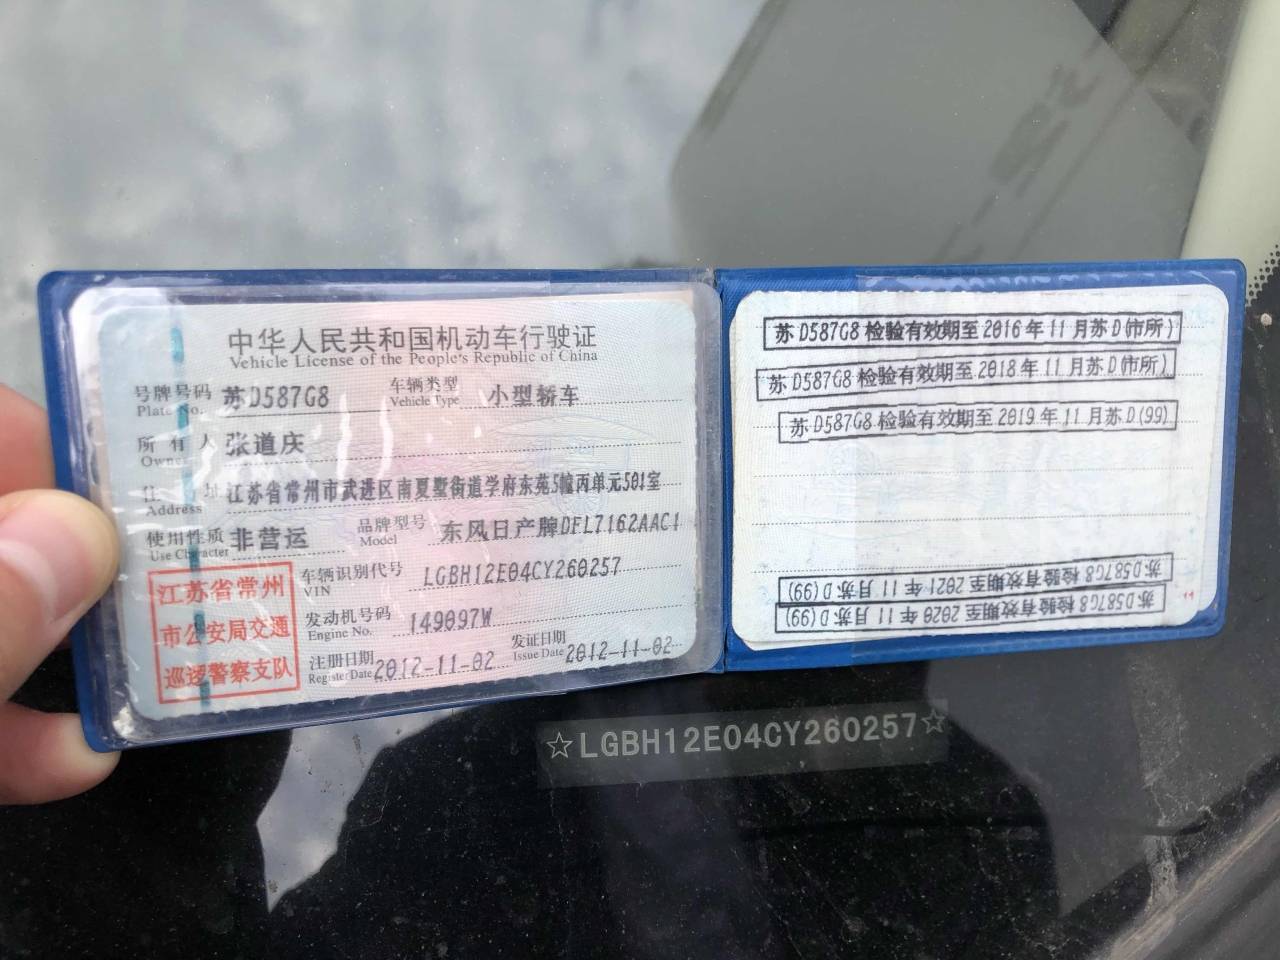 中华人民共和国机动车行驶证
Vehicle License of the People's Republic of China
号牌号码 苏D587G8 车辆类型 小型轿车
Plate No. Vehicle Type
所有人 张道庆
Owner
住址 江苏省常州市武进区南夏墅街道学府东苑5幢丙单元501室
Address
使用性质 非营运 品牌型号 东风日产牌DFL7162AAC1
Use Character Model
车辆识别代号 LGBH12E04CY260257
VIN
发动机号码 149097W
Engine No.
注册日期 2012-11-02 发证日期 2012-11-02
Register Date Issue Date
江苏省常州
市公安局交通
巡逻警察支队
苏D587G8检验有效期至2016年11月苏D(市所)
苏D587G8检验有效期至2018年11月苏D(市所)
苏D587G8检验有效期至2019年11月苏D(99)
苏D587G8检验有效期至2021年11月苏D(99)
苏D587G8检验有效期至2020年11月苏D(99)
☆LGBH12E04CY260257☆